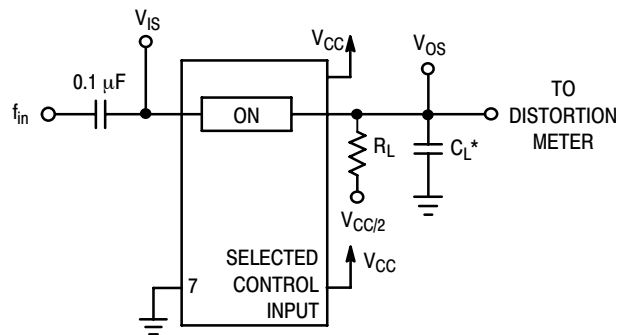 V_IS
V_CC
V_OS
0.1 μF
f_in
ON
TO
DISTORTION
METER
R_L
C_L*
V_CC/2
7
SELECTED
CONTROL
INPUT
V_CC